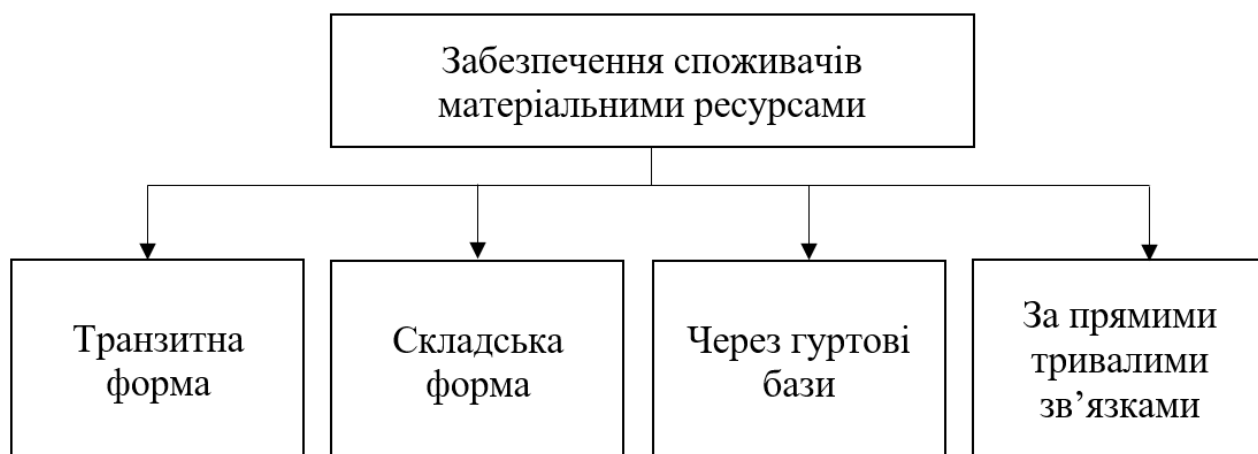 Забезпечення споживачів
матеріальними ресурсами
Транзитна
форма
Складська
форма
Через гуртові
бази
За прямими
тривалими
зв’язками